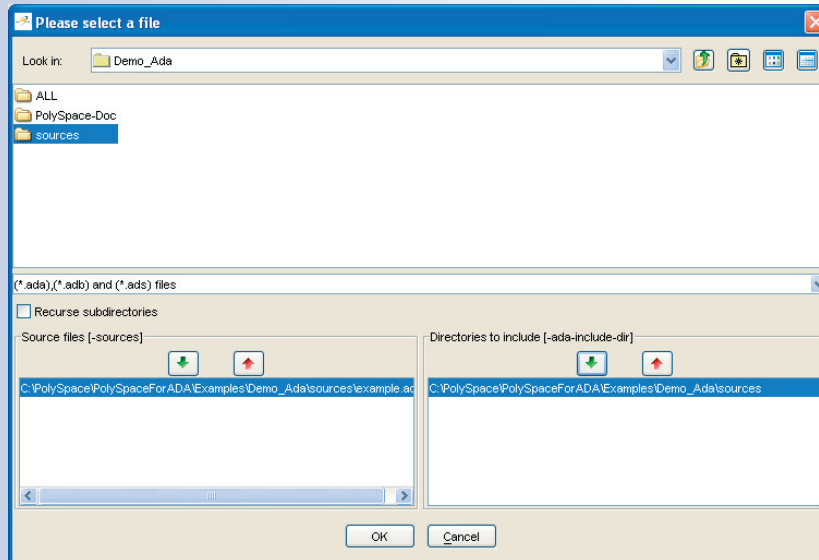 Please select a file
Look in: Demo_Ada
ALL
PolySpace-Doc
sources
(*.ada),(*.adb) and (*.ads) files
Recurse subdirectories
Source files [-sources]
C:\PolySpace\PolySpaceForADA\Examples\Demo_Ada\sources\example.ad
Directories to include [-ada-include-dir]
C:\PolySpace\PolySpaceForADA\Examples\Demo_Ada\sources
OK
Cancel